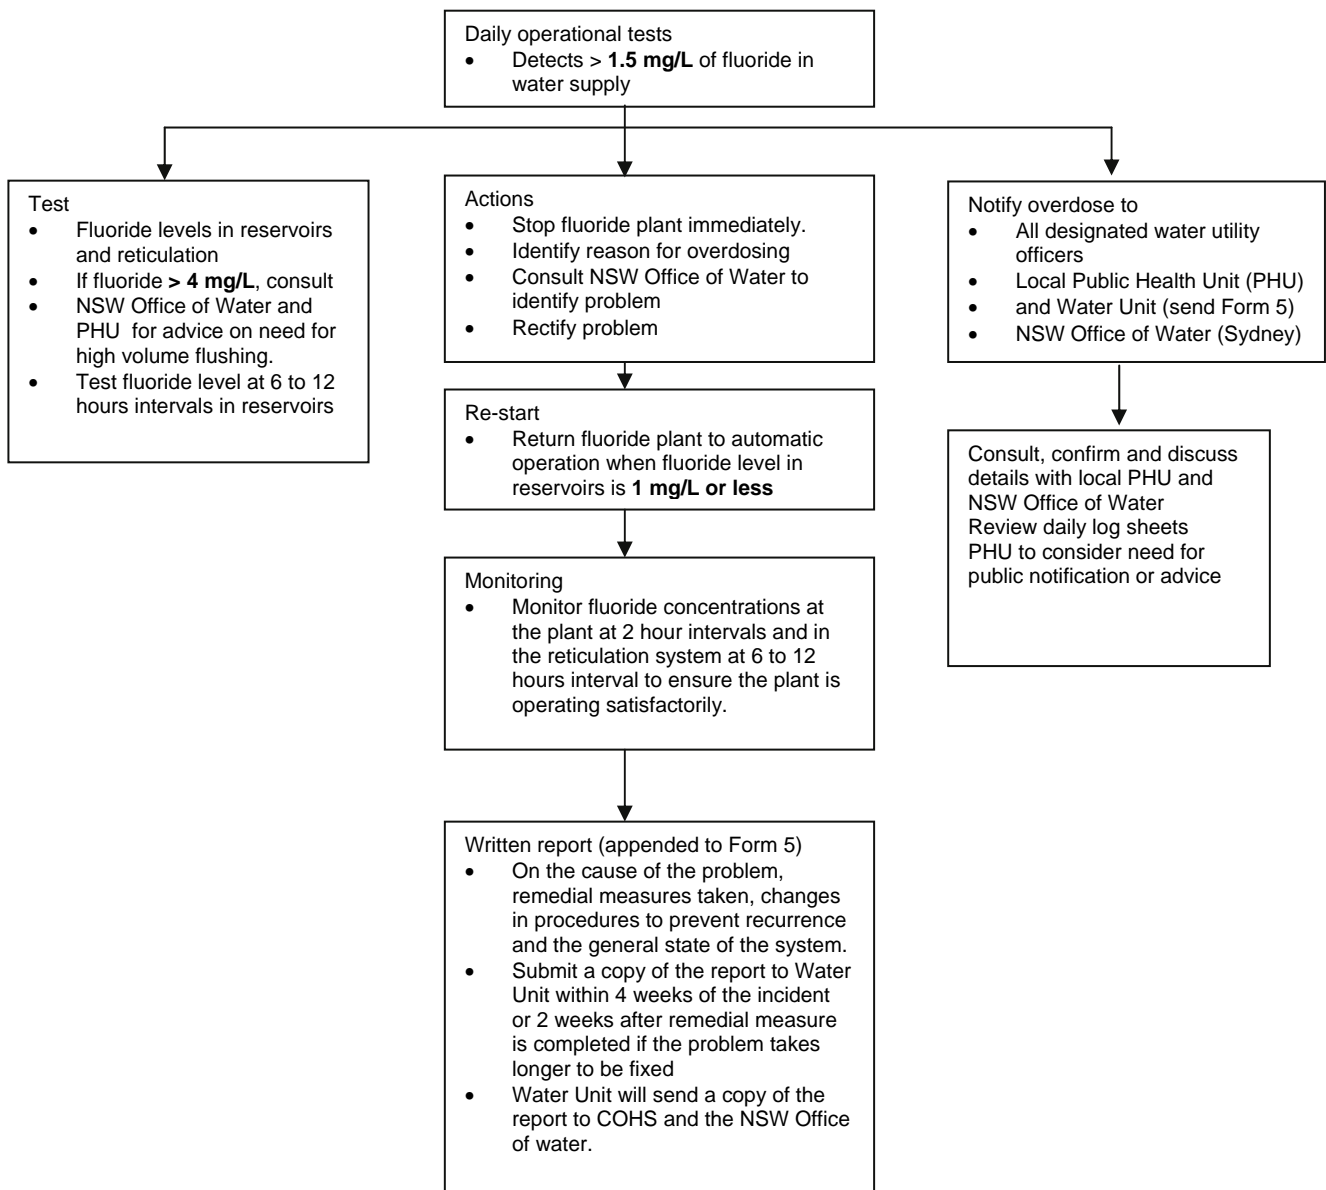 Daily operational tests
• Detects > 1.5 mg/L of fluoride in
water supply
Test
• Fluoride levels in reservoirs
and reticulation
• If fluoride > 4 mg/L, consult
• NSW Office of Water and
PHU for advice on need for
high volume flushing.
• Test fluoride level at 6 to 12
hours intervals in reservoirs
Actions
• Stop fluoride plant immediately.
• Identify reason for overdosing
• Consult NSW Office of Water to
identify problem
• Rectify problem
Notify overdose to
• All designated water utility
officers
• Local Public Health Unit (PHU)
• and Water Unit (send Form 5)
• NSW Office of Water (Sydney)
Re-start
• Return fluoride plant to automatic
operation when fluoride level in
reservoirs is 1 mg/L or less
Consult, confirm and discuss
details with local PHU and
NSW Office of Water
Review daily log sheets
PHU to consider need for
public notification or advice
Monitoring
• Monitor fluoride concentrations at
the plant at 2 hour intervals and in
the reticulation system at 6 to 12
hours interval to ensure the plant is
operating satisfactorily.
Written report (appended to Form 5)
• On the cause of the problem,
remedial measures taken, changes
in procedures to prevent recurrence
and the general state of the system.
• Submit a copy of the report to Water
Unit within 4 weeks of the incident
or 2 weeks after remedial measure
is completed if the problem takes
longer to be fixed
• Water Unit will send a copy of the
report to COHS and the NSW Office
of water.